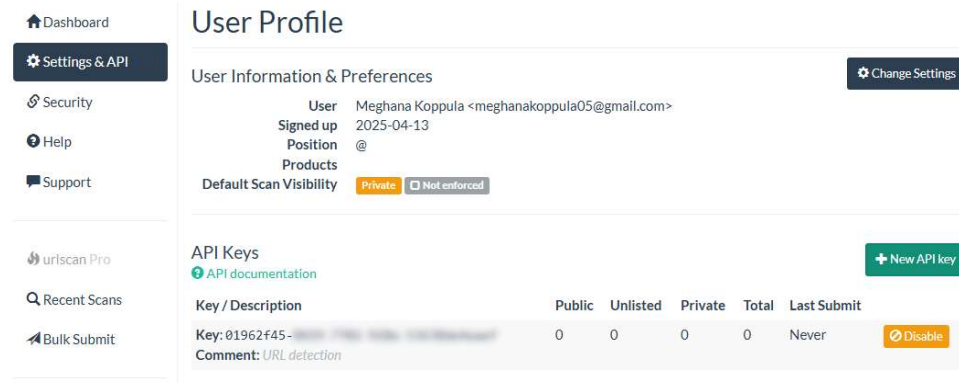 Dashboard
Settings & API
Security
Help
Support
urlscan Pro
Recent Scans
Bulk Submit
User Profile
User Information & Preferences
Change Settings
User Meghana Koppula <meghanakoppula05@gmail.com>
Signed up 2025-04-13
Position @
Products
Default Scan Visibility Private Not enforced
API Keys
API documentation
New API key
Key / Description Public Unlisted Private Total Last Submit
Key: 01962f45- 0 0 0 0 Never Disable
Comment: URL detection